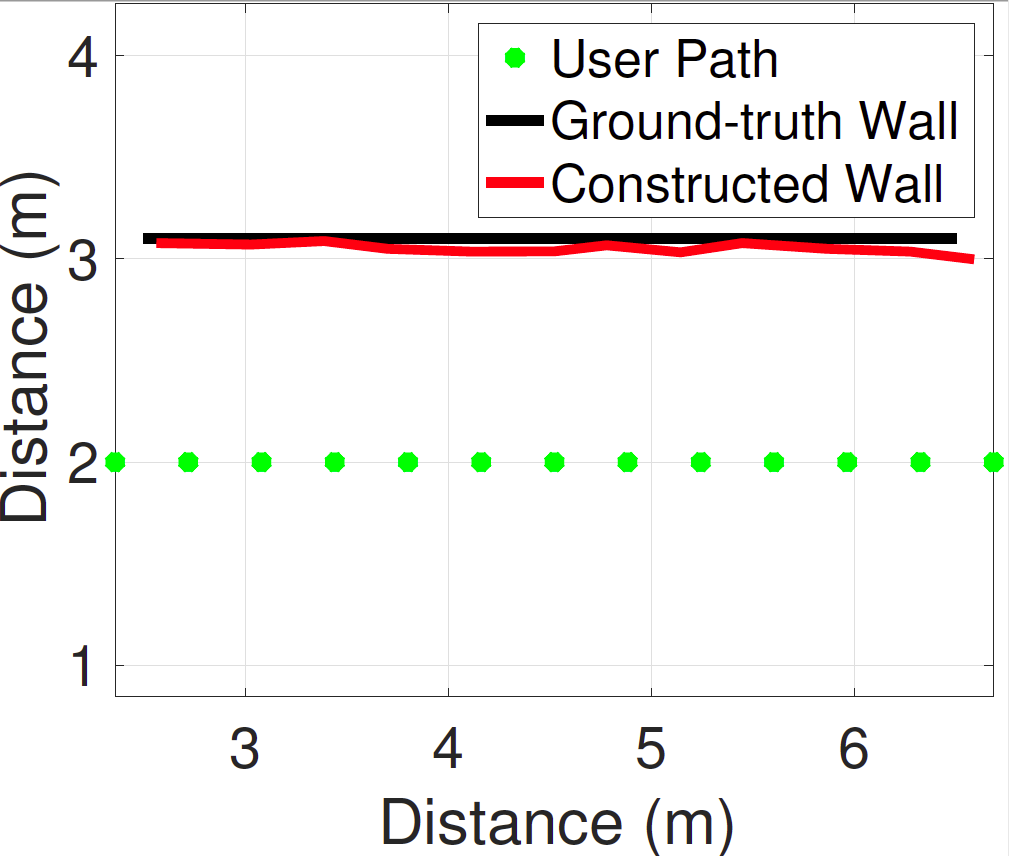 4
3
2
1
Distance (m)
User Path
Ground-truth Wall
Constructed Wall
3 4 5 6
Distance (m)